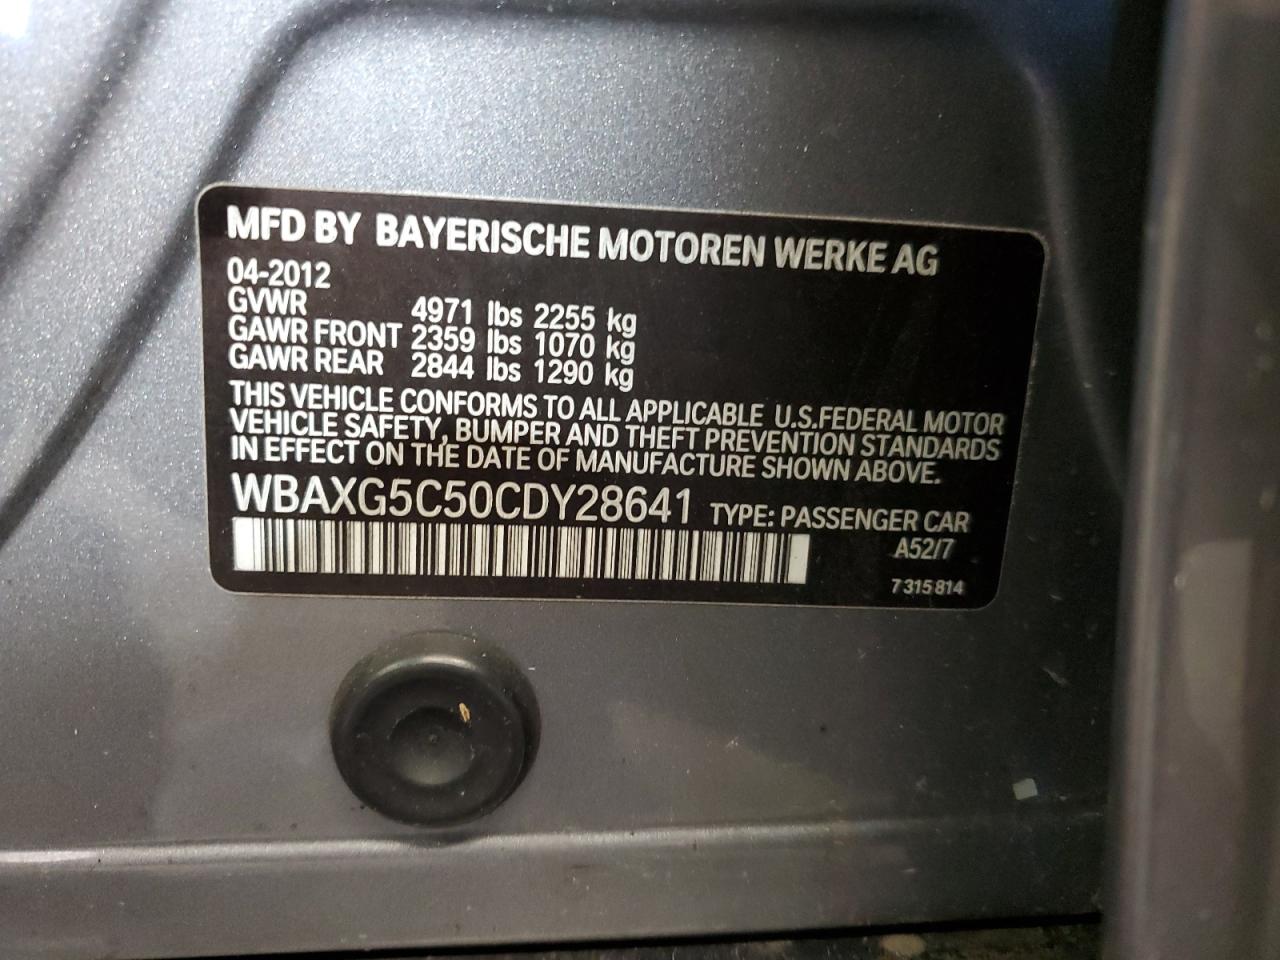 MFD BY BAYERISCHE MOTOREN WERKE AG
04-2012
GVWR 4971 lbs 2255 kg
GAWR FRONT 2359 lbs 1070 kg
GAWR REAR 2844 lbs 1290 kg
THIS VEHICLE CONFORMS TO ALL APPLICABLE U.S.FEDERAL MOTOR
VEHICLE SAFETY, BUMPER AND THEFT PREVENTION STANDARDS
IN EFFECT ON THE DATE OF MANUFACTURE SHOWN ABOVE.
WBAXG5C50CDY28641 TYPE: PASSENGER CAR
A52/7
7 315 814